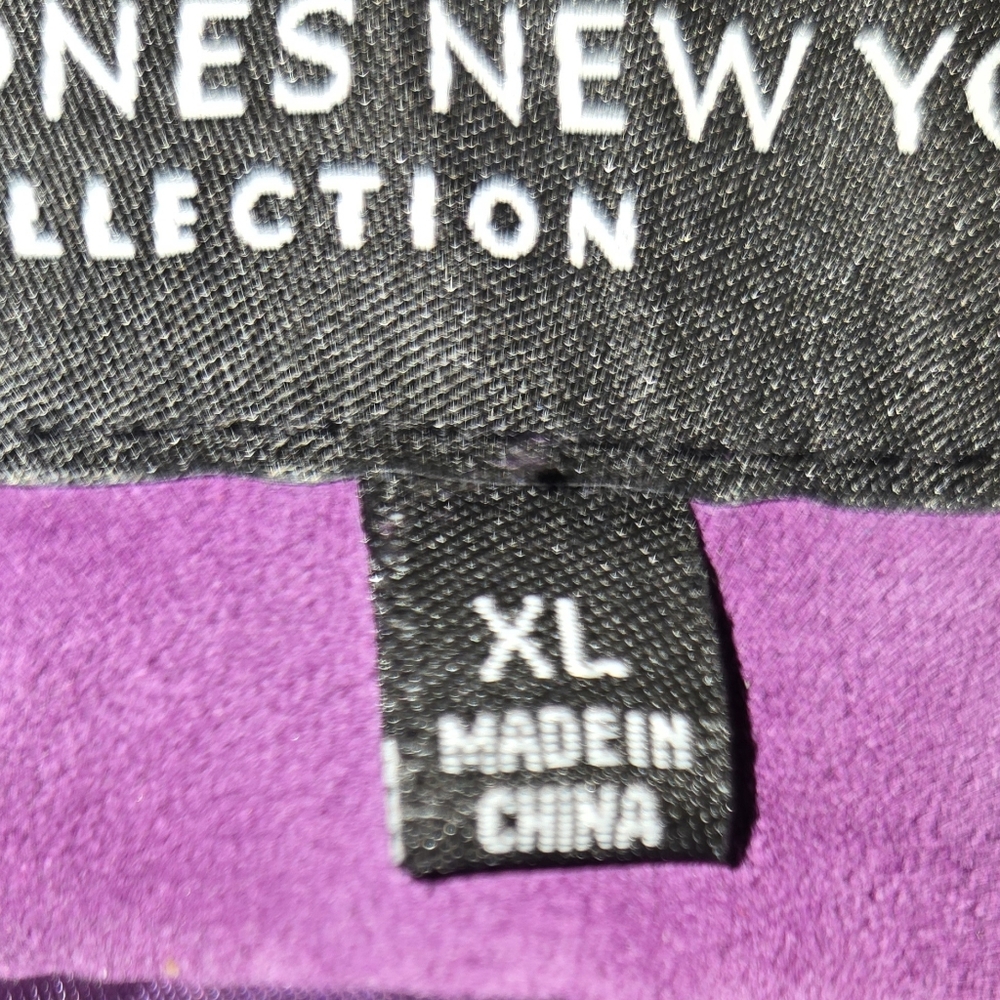 ONES NEW YO
LLECTION
XL
MADE IN
CHINA